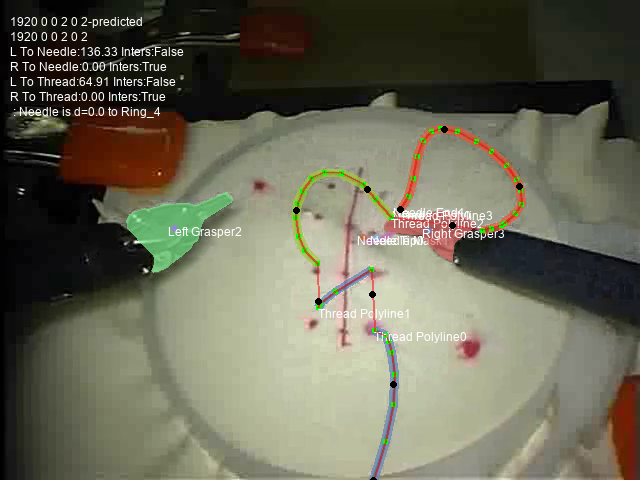 1920 0 0 2 0 2-predicted
1920 0 0 2 0 2
L To Needle:136.33 Inters:False
R To Needle:0.00 Inters:True
L To Thread:64.91 Inters:False
R To Thread:0.00 Inters:True
: Needle is d=0.0 to Ring_4
Thread Polyline3
Thread Polyline2
Left Grasper2
Right Grasper3
Thread Polyline1
Thread Polyline0